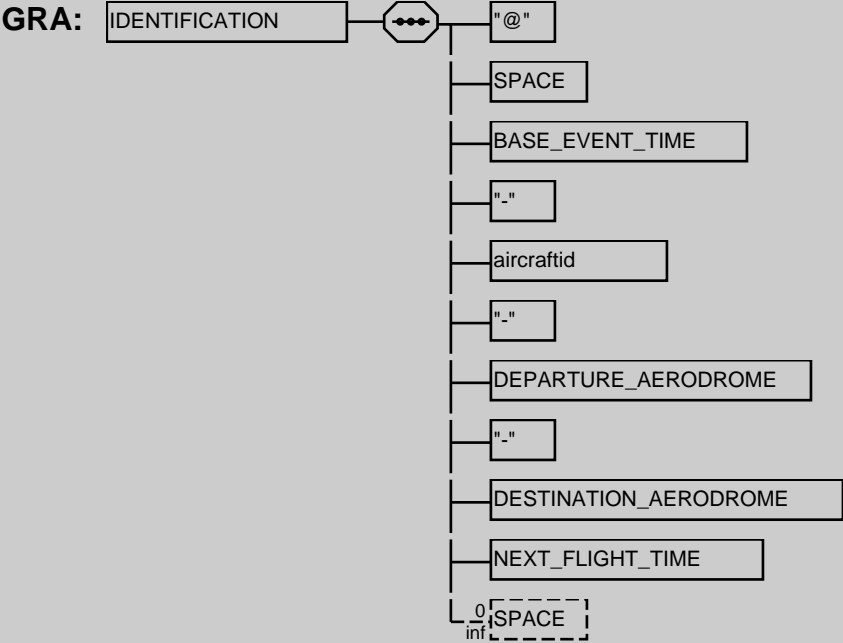 GRA: IDENTIFICATION "@"
SPACE
BASE_EVENT_TIME
"-"
aircraftid
"-"
DEPARTURE_AERODROME
"-"
DESTINATION_AERODROME
NEXT_FLIGHT_TIME
0
SPACE
inf